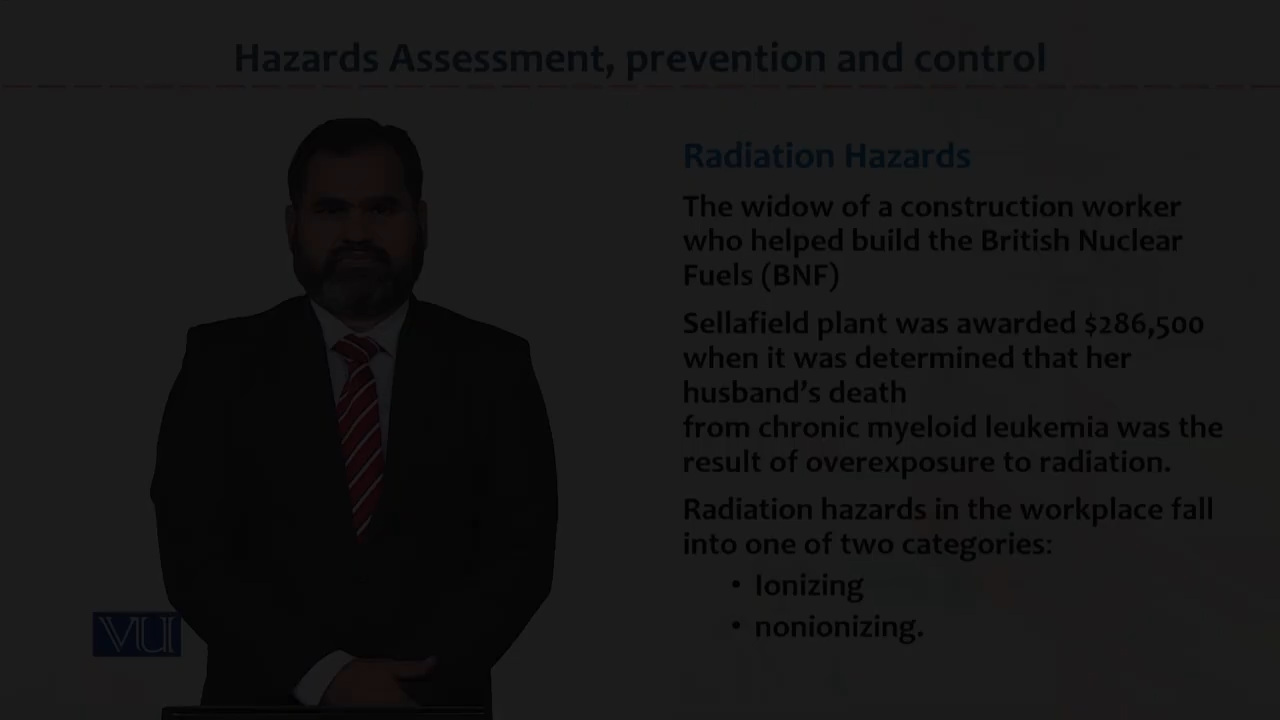 Hazards Assessment, prevention and control
Radiation Hazards
The widow of a construction worker
who helped build the British Nuclear
Fuels (BNF)
Sellafield plant was awarded $286,500
when it was determined that her
husband’s death
from chronic myeloid leukemia was the
result of overexposure to radiation.
Radiation hazards in the workplace fall
into one of two categories:
• Ionizing
• nonionizing.
VU